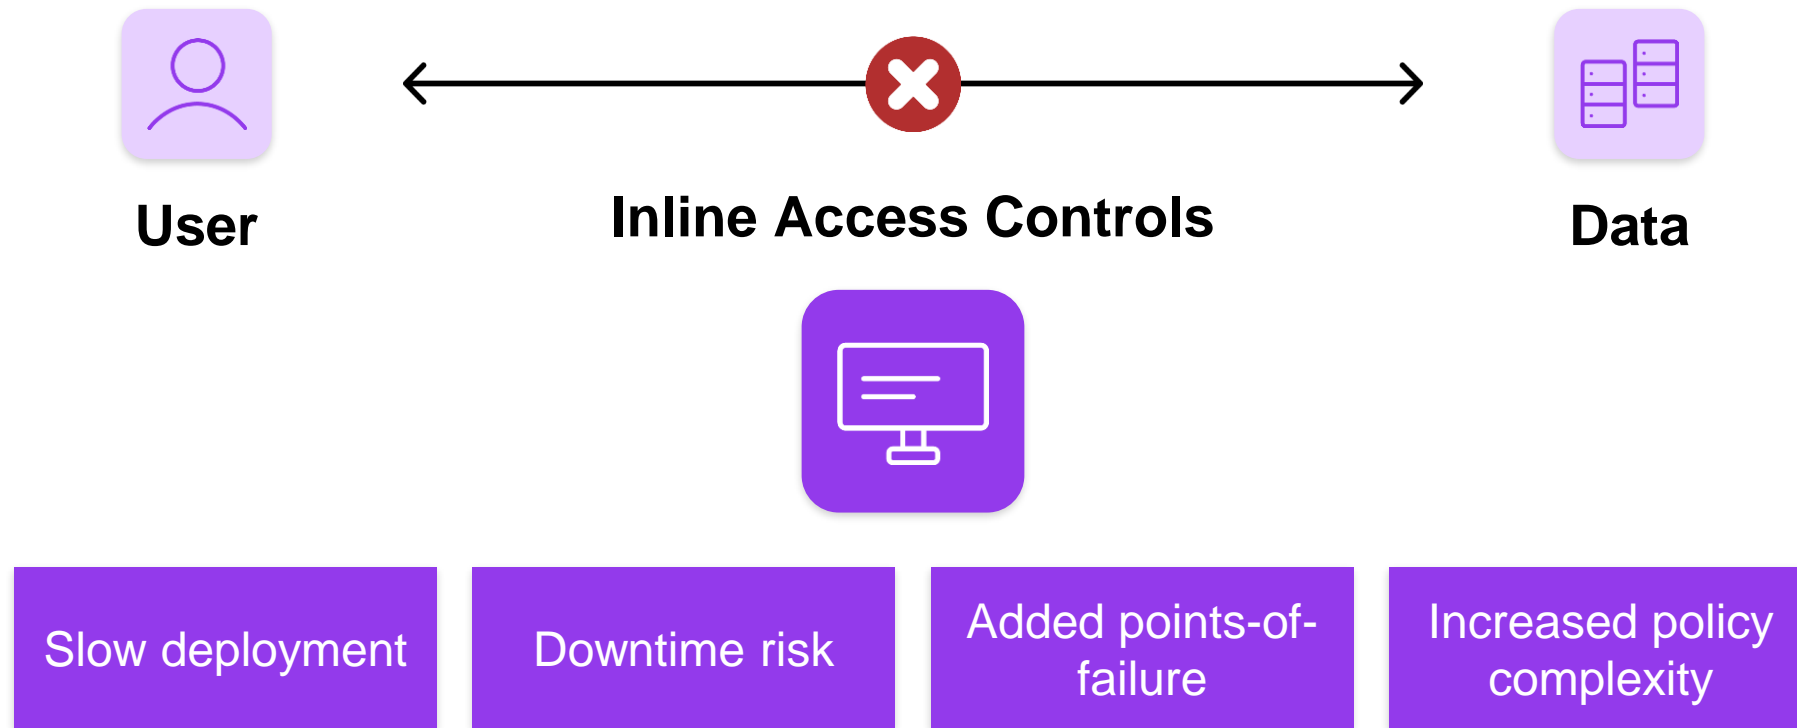 User
Inline Access Controls
Data
Slow deployment
Downtime risk
Added points-of-
failure
Increased policy
complexity